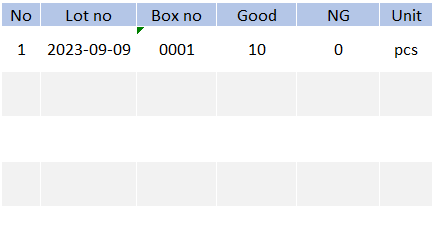 No Lot no Box no Good NG Unit
1 2023-09-09 0001 10 0 pcs